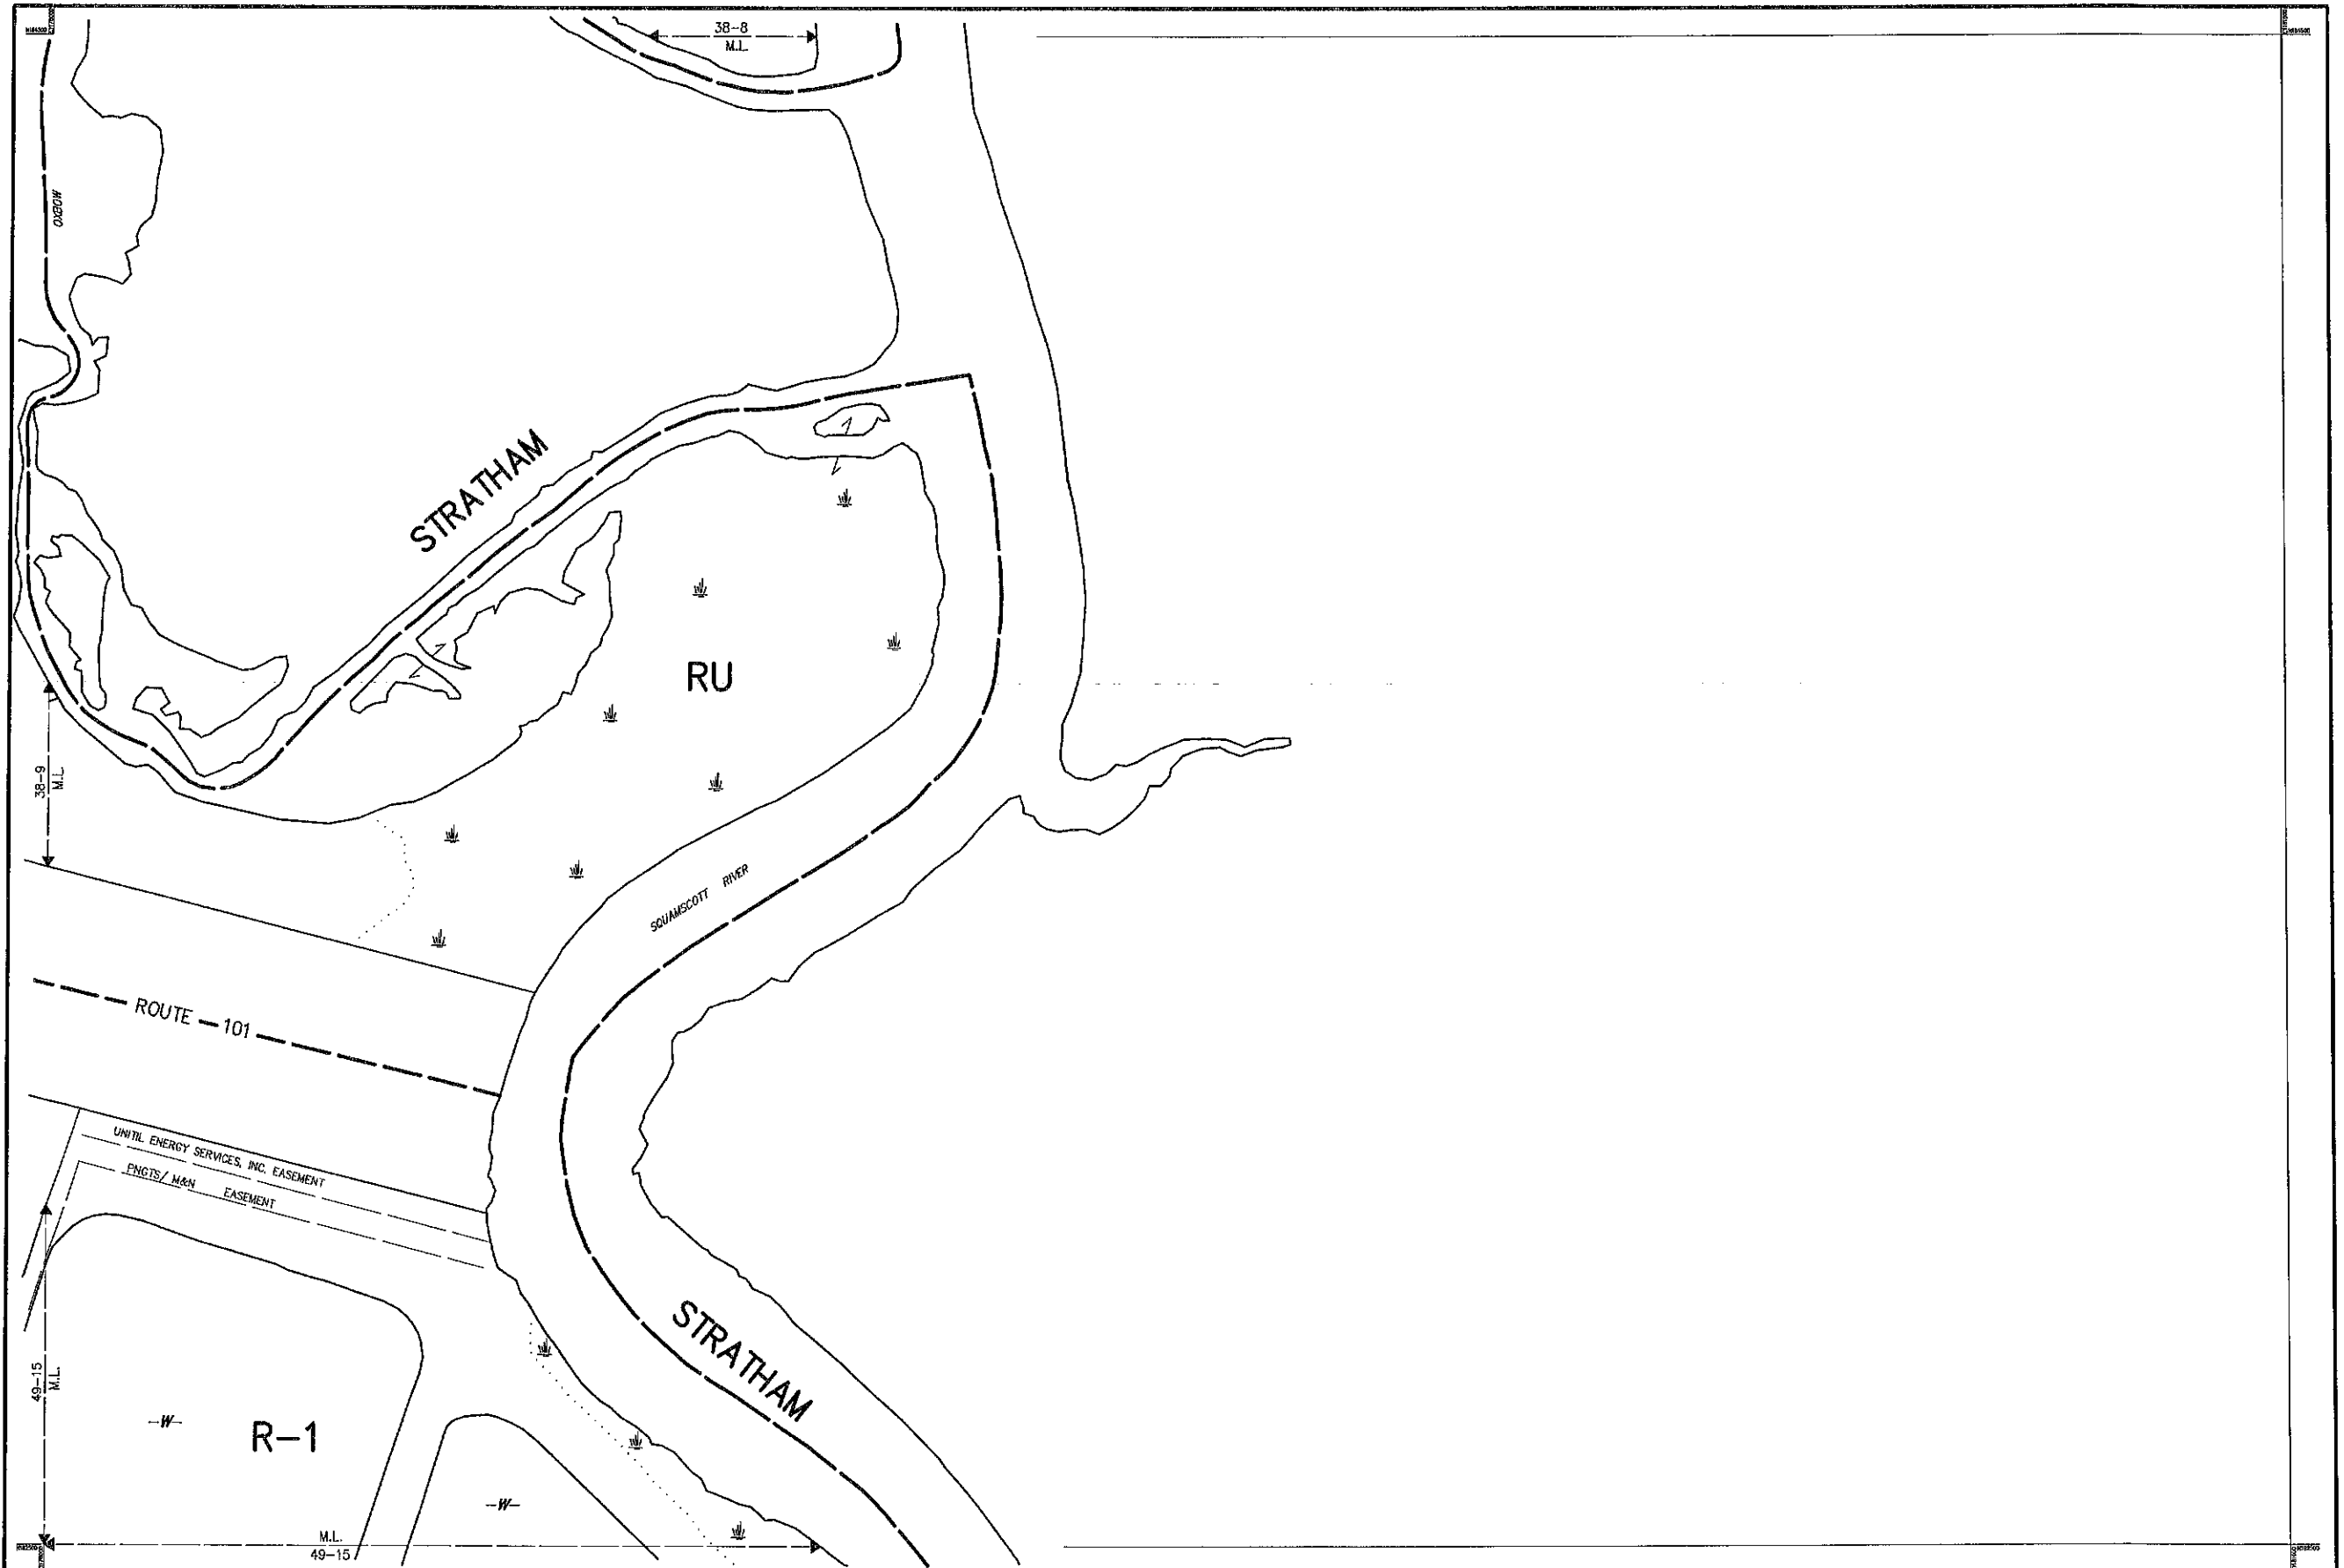 38-8
M.L.
OXBOW
STRATHAM
RU
38-9
M.L.
SQUAMSCOTT RIVER
ROUTE 101
UNITIL ENERGY SERVICES, INC. EASEMENT
PNGTS/ M&N EASEMENT
STRATHAM
49-15
M.L.
-W-
R-1
-W-
M.L.
49-15